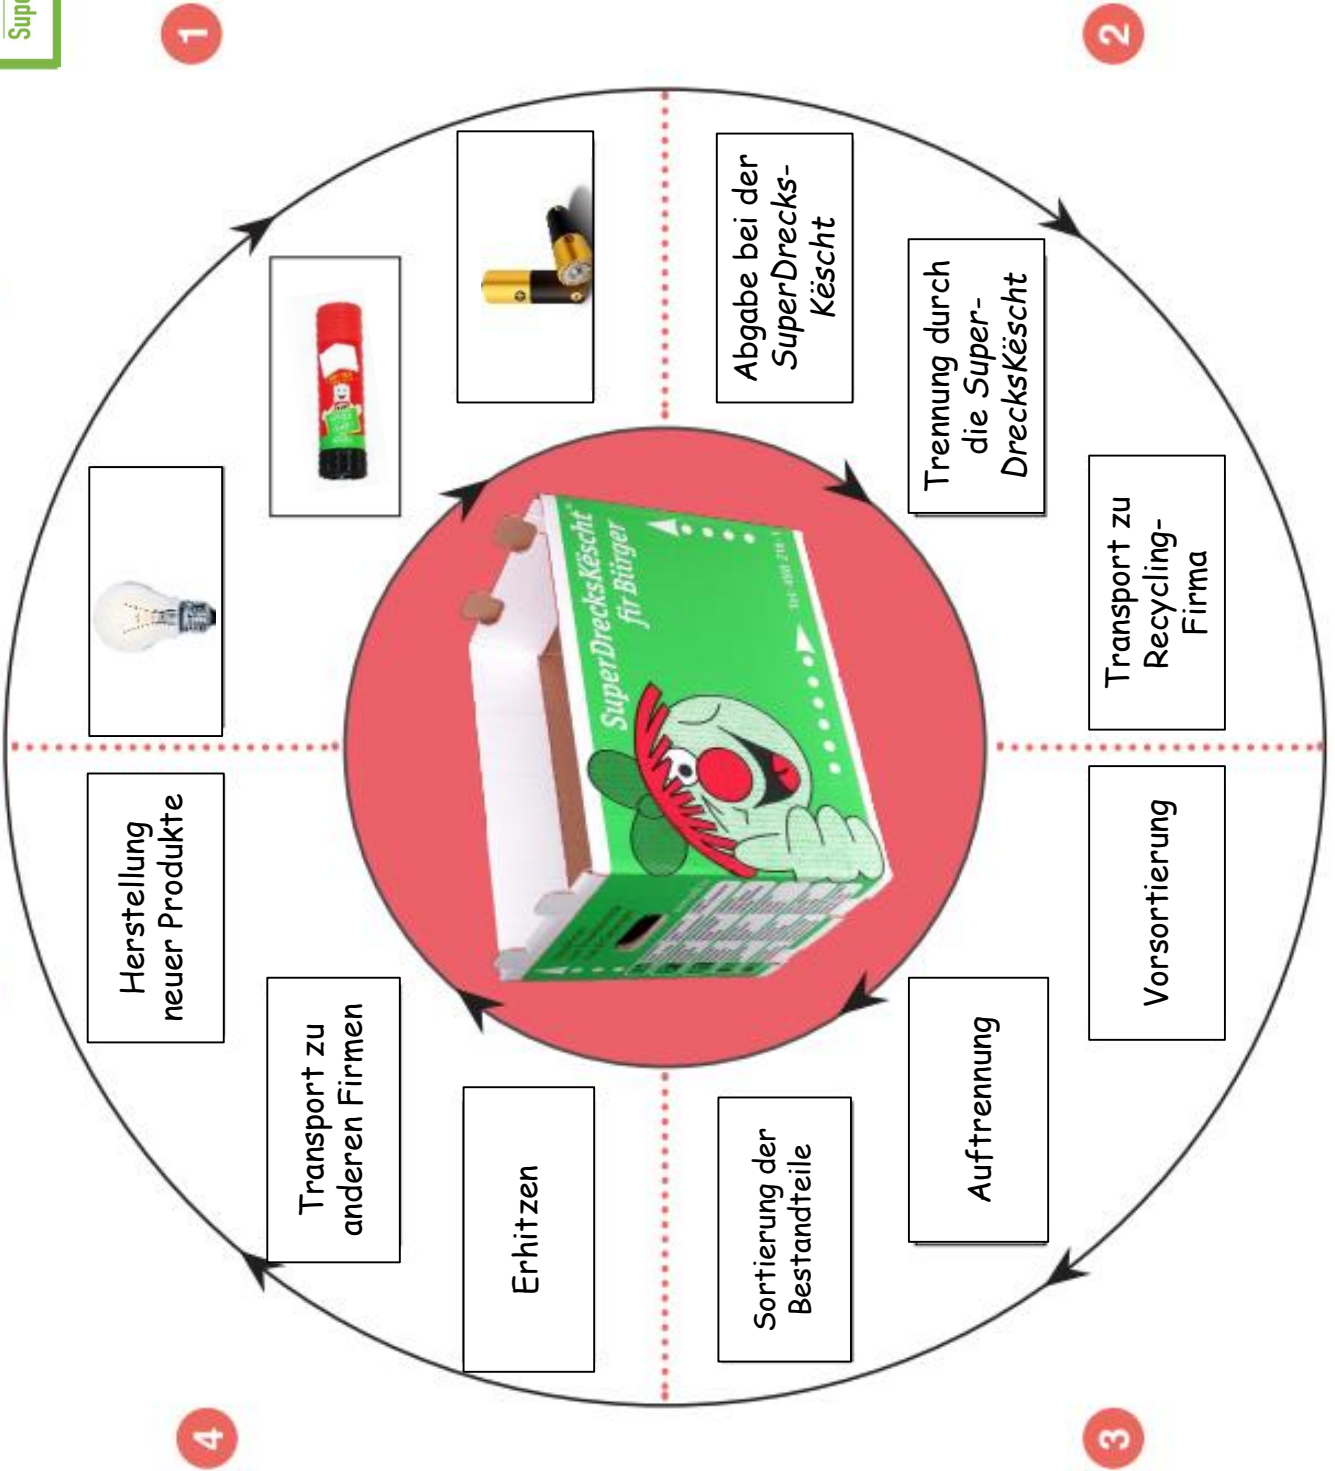 1
Abgabe bei der
SuperDrecks-
Këscht
Trennung durch
die Super-
DrecksKëscht
Transport zu
Recycling-
Firma
2
Vorsortierung
Auftrennung
Sortierung der
Bestandteile
3
Erhitzen
Transport zu
anderen Firmen
Herstellung
neuer Produkte
4
SuperDrecksKëscht
fir Bürger
Supe